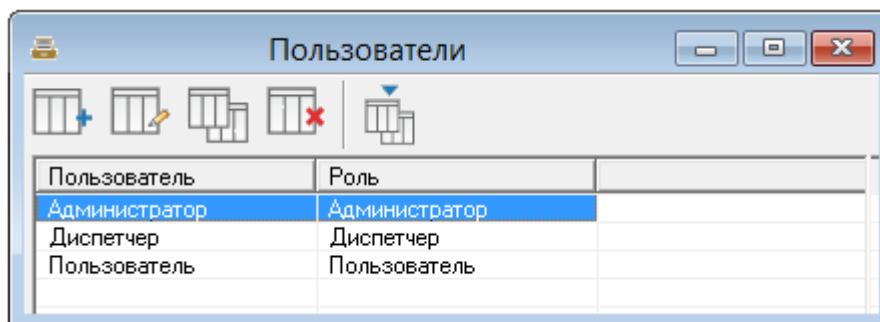 Пользователи
Пользователь Роль
Администратор Администратор
Диспетчер Диспетчер
Пользователь Пользователь